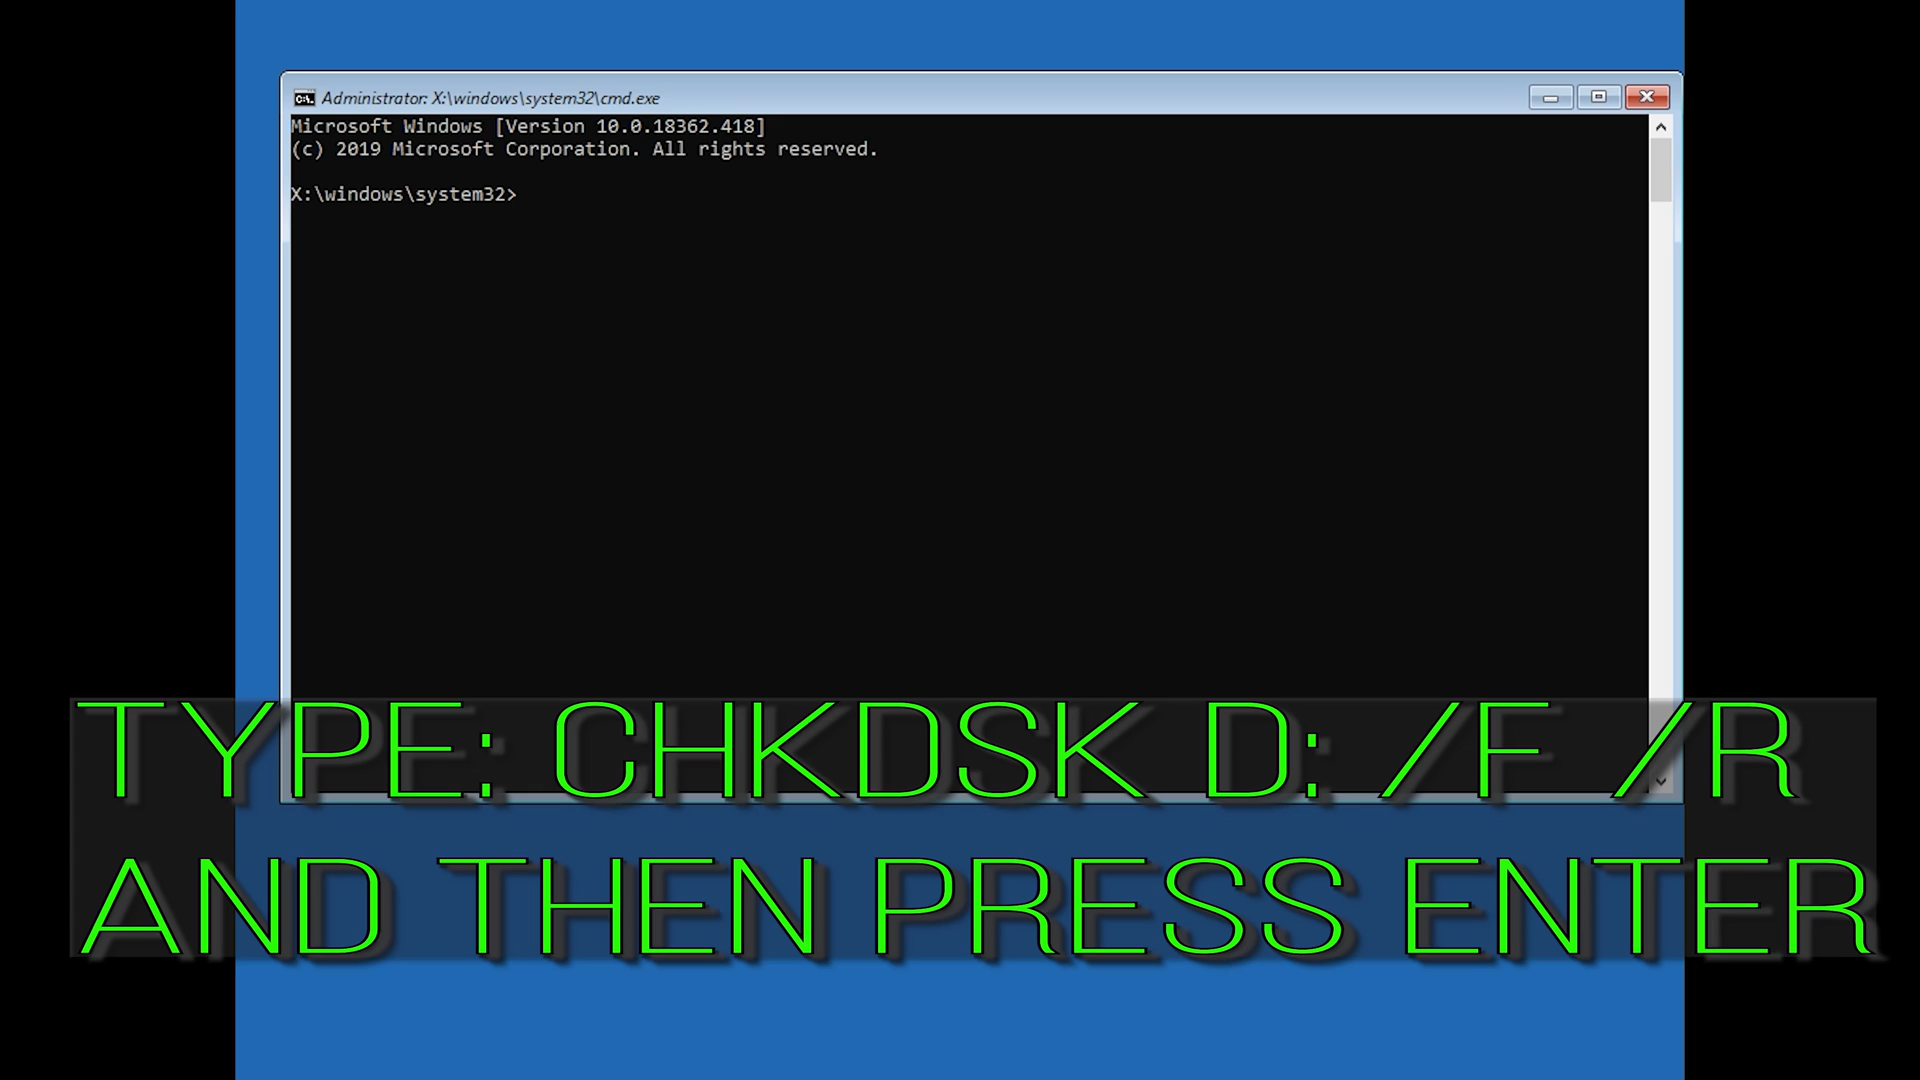 Administrator: X:\windows\system32\cmd.exe
Microsoft Windows [Version 10.0.18362.418]
(c) 2019 Microsoft Corporation. All rights reserved.
X:\windows\system32>
TYPE: CHKDSK D: /F /R
AND THEN PRESS ENTER